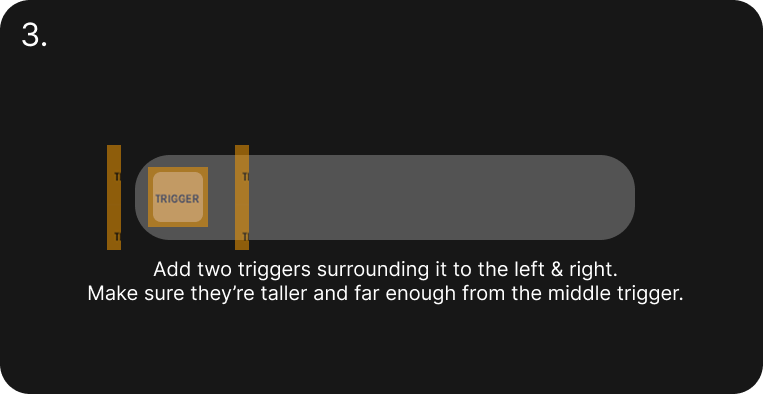 3.
TRIGGER
Add two triggers surrounding it to the left & right.
Make sure they’re taller and far enough from the middle trigger.